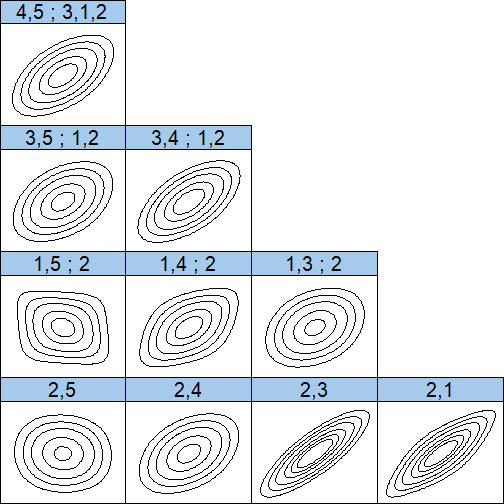 4,5 ; 3,1,2
3,5 ; 1,2
3,4 ; 1,2
1,5 ; 2
1,4 ; 2
1,3 ; 2
2,5
2,4
2,3
2,1